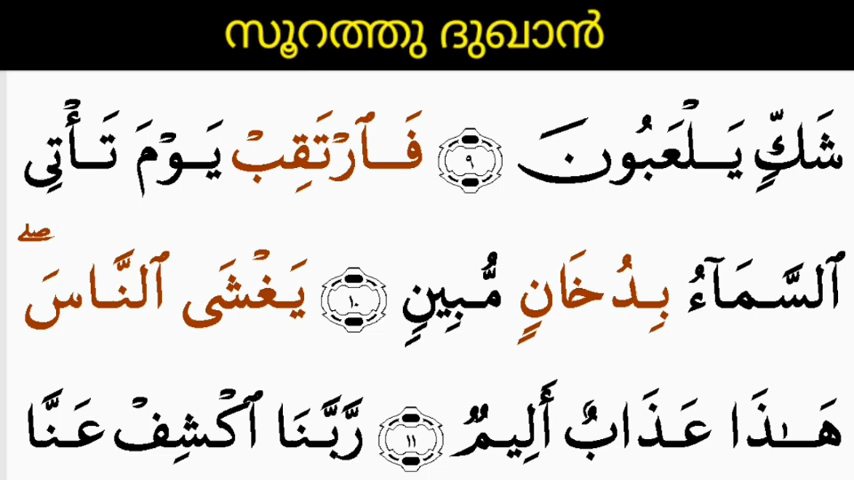 സൂറത്തു ദുഖാൻ
شَكٍّ يَلْعَبُونَ ٩ فَٱرْتَقِبْ يَوْمَ تَأْتِى
ٱلسَّمَآءُ بِدُخَانٍ مُّبِينٍ ١٠ يَغْشَى ٱلنَّاسَ ۖ
هَـٰذَا عَذَابٌ أَلِيمٌ ١١ رَّبَّنَا ٱكْشِفْ عَنَّا